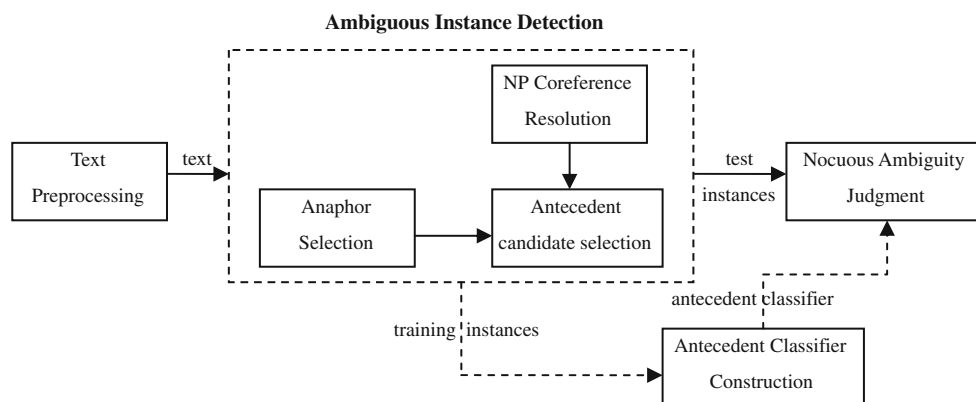 Ambiguous Instance Detection
NP Coreference
Resolution
Text
Preprocessing
text
Anaphor
Selection
Antecedent
candidate selection
test
instances
Nocuous Ambiguity
Judgment
training instances
antecedent classifier
Antecedent Classifier
Construction